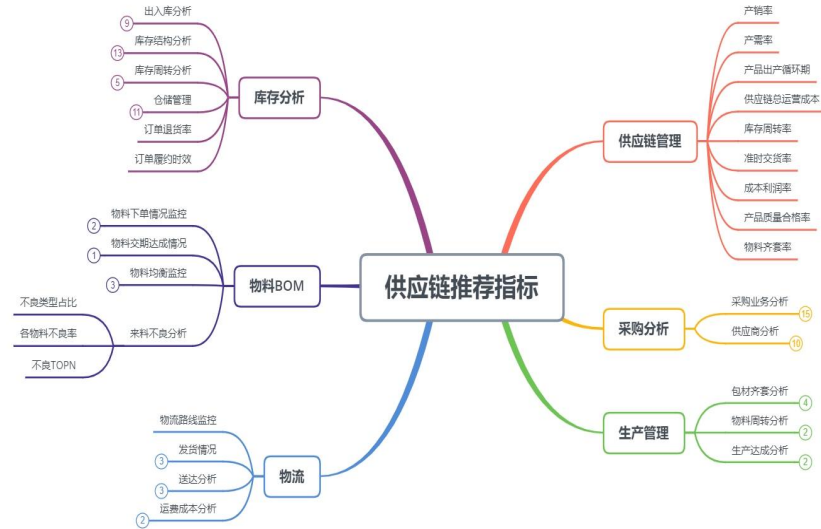 供应链推荐指标
供应链管理
产销率
产需率
产品出产循环期
供应链总运营成本
库存周转率
准时交货率
成本利润率
产品质量合格率
物料齐套率
采购分析
采购业务分析
15
供应商分析
10
生产管理
包材齐套分析
4
物料周转分析
2
生产达成分析
2
库存分析
出入库分析
9
库存结构分析
13
库存周转分析
5
仓储管理
11
订单退货率
订单履约时效
物料BOM
物料下单情况监控
2
物料交期达成情况
1
物料均衡监控
3
来料不良分析
不良类型占比
各物料不良率
不良TOPN
物流
物流路线监控
发货情况
3
送达分析
3
运费成本分析
2